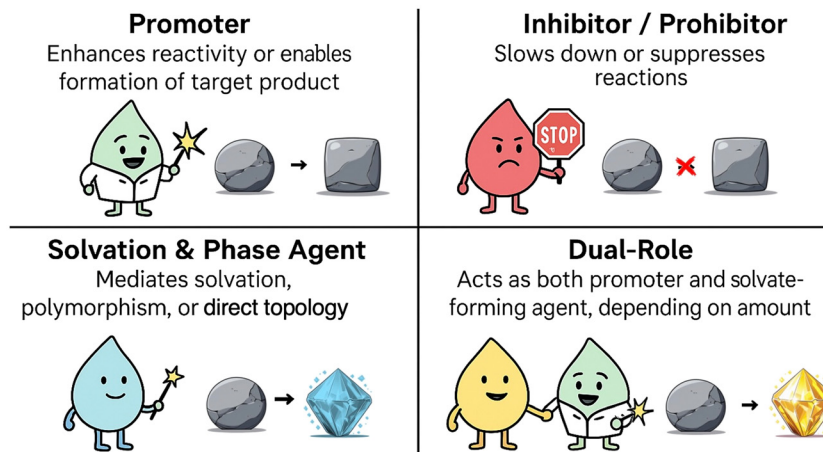 Promoter
Enhances reactivity or enables
formation of target product
Inhibitor / Prohibitor
Slows down or suppresses
reactions
STOP
Solvation & Phase Agent
Mediates solvation,
polymorphism, or direct topology
Dual-Role
Acts as both promoter and solvate-
forming agent, depending on amount